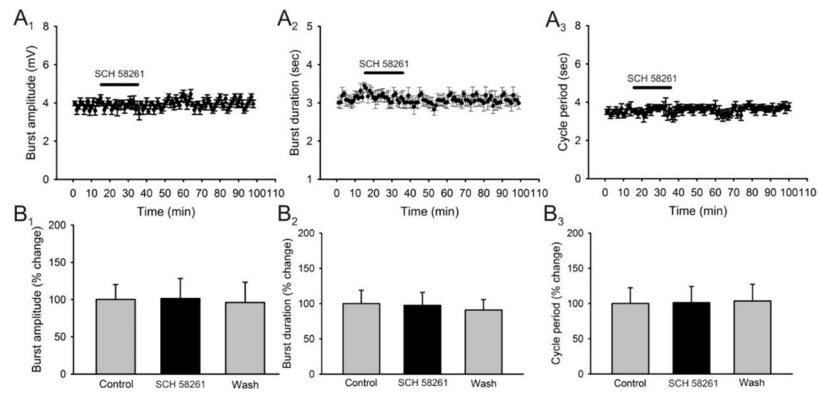 A1
Burst amplitude (mV)
8
6
4
2
0
SCH 58261
0 10 20 30 40 50 60 70 80 90 100 110
Time (min)
A2
Burst duration (sec)
5
4
3
2
1
SCH 58261
0 10 20 30 40 50 60 70 80 90 100 110
Time (min)
A3
Cycle period (sec)
8
6
4
2
0
SCH 58261
0 10 20 30 40 50 60 70 80 90 100 110
Time (min)
B1
Burst amplitude (% change)
200
150
100
50
0
Control SCH 58261 Wash
B2
Burst duration (% change)
200
150
100
50
0
Control SCH 58261 Wash
B3
Cycle period (% change)
200
150
100
50
0
Control SCH 58261 Wash